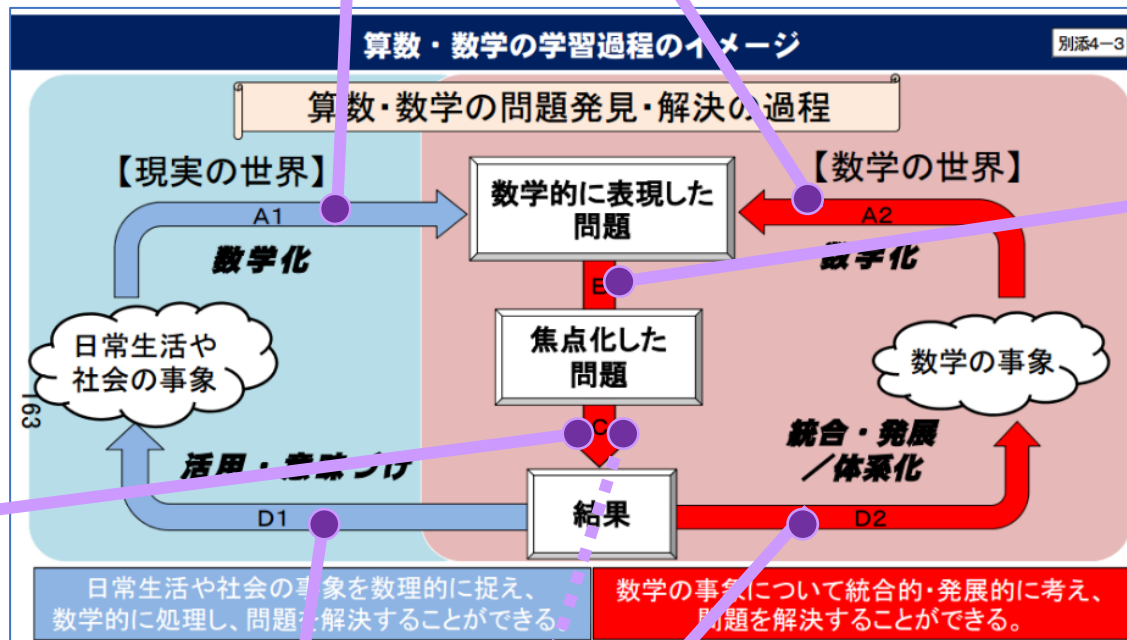 算数・数学の学習過程のイメージ
別添4－3
算数・数学の問題発見・解決の過程
【現実の世界】
【数学の世界】
数学的に表現した
問題
A1
A2
数学化
数学化
B
日常生活や
社会の事象
焦点化した
問題
数学の事象
163
C
統合・発展
／体系化
活用・意味づけ
結果
D1
D2
日常生活や社会の事象を数理的に捉え、
数学的に処理し、問題を解決することができる。
数学の事象について統合的・発展的に考え、
問題を解決することができる。